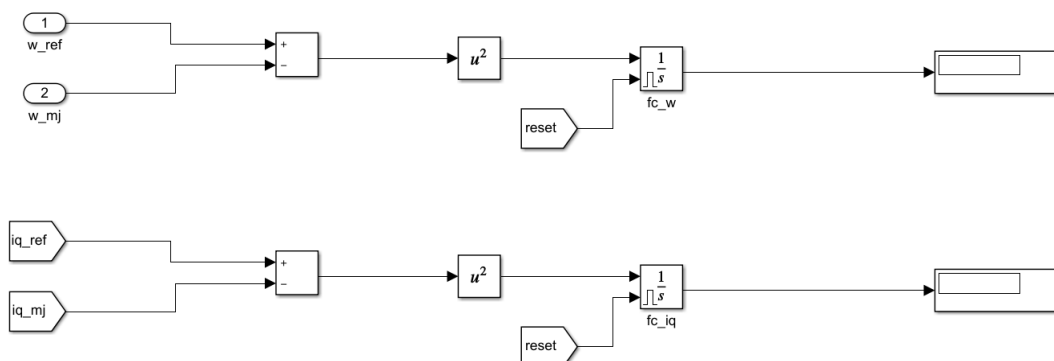 1
w_ref
2
w_mj
+
−
u²
reset
1
s
fc_w
iq_ref
iq_mj
+
−
u²
reset
1
s
fc_iq